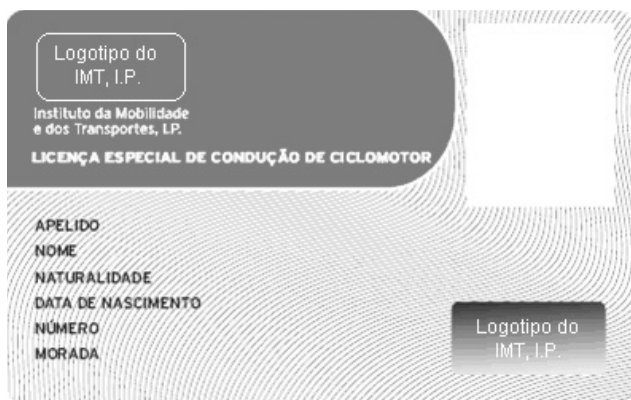 Logotipo do
IMT, I.P.
Instituto da Mobilidade
e dos Transportes, I.P.
LICENÇA ESPECIAL DE CONDUÇÃO DE CICLOMOTOR
APELIDO
NOME
NATURALIDADE
DATA DE NASCIMENTO
NÚMERO
MORADA
Logotipo do
IMT, I.P.